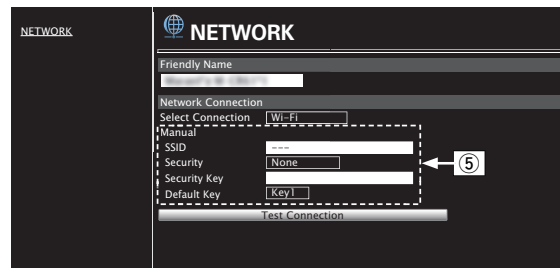 NETWORK
NETWORK
Friendly Name
Network Connection
Select Connection Wi-Fi
Manual
SSID ---
Security None
Security Key
Default Key Key1
⑤
Test Connection